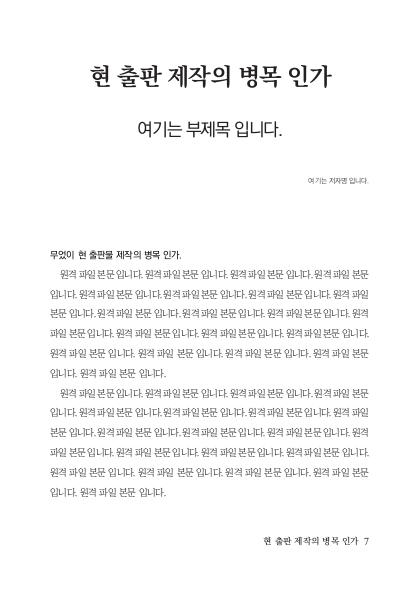 현 출판 제작의 병목 인가
여기는 부제목 입니다.
여기는 저자명 입니다.
무었이 현 출판물 제작의 병목 인가.
원격 파일 본문 입니다. 원격 파일 본문 입니다. 원격 파일 본문 입니다. 원격 파일 본문
입니다. 원격 파일 본문 입니다. 원격 파일 본문 입니다. 원격 파일 본문 입니다. 원격 파일
본문 입니다. 원격 파일 본문 입니다. 원격 파일 본문 입니다. 원격 파일 본문 입니다. 원격
파일 본문 입니다. 원격 파일 본문 입니다. 원격 파일 본문 입니다. 원격 파일 본문 입니다.
원격 파일 본문 입니다. 원격 파일 본문 입니다. 원격 파일 본문 입니다. 원격 파일 본문
입니다. 원격 파일 본문 입니다.
원격 파일 본문 입니다. 원격 파일 본문 입니다. 원격 파일 본문 입니다. 원격 파일 본문
입니다. 원격 파일 본문 입니다. 원격 파일 본문 입니다. 원격 파일 본문 입니다. 원격 파일
본문 입니다. 원격 파일 본문 입니다. 원격 파일 본문 입니다. 원격 파일 본문 입니다. 원격
파일 본문 입니다. 원격 파일 본문 입니다. 원격 파일 본문 입니다. 원격 파일 본문 입니다.
원격 파일 본문 입니다. 원격 파일 본문 입니다. 원격 파일 본문 입니다. 원격 파일 본문
입니다. 원격 파일 본문 입니다.
현 출판 제작의 병목 인가 7